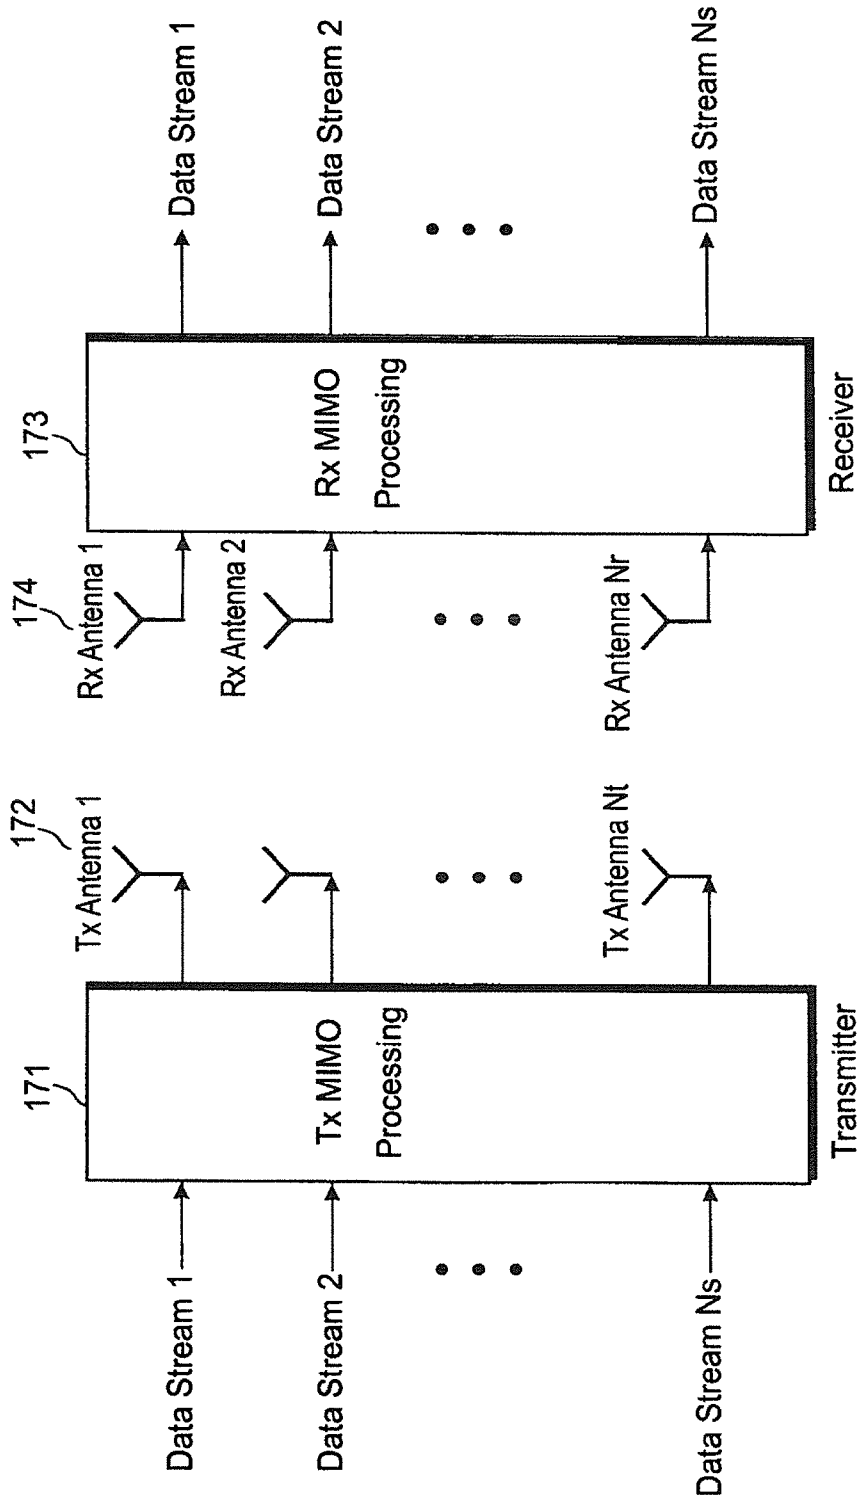 171
172
174
173
Tx Antenna 1
Rx Antenna 1
Data Stream 1
Data Stream 1
Rx Antenna 2
Data Stream 2
Tx MIMO
Processing
Rx MIMO
Processing
Data Stream 2
Data Stream Ns
Tx Antenna Nt
Rx Antenna Nr
Data Stream Ns
Transmitter
Receiver